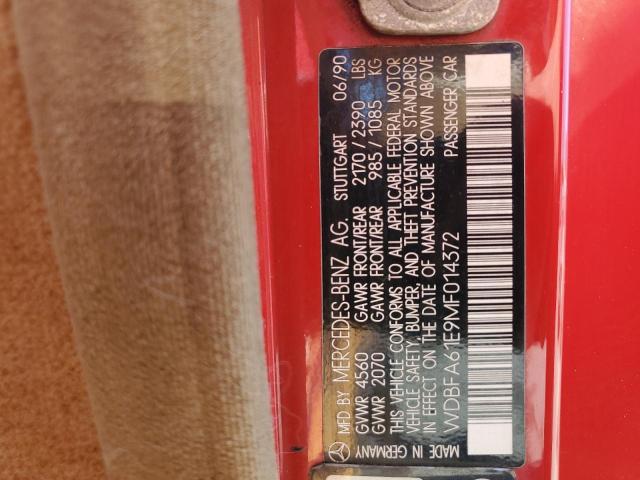 MFD BY MERCEDES-BENZ AG. STUTTGART 06/90
GVWR 4560 GAWR FRONT/REAR 2170/2390 LBS
GVWR 2070 GAWR FRONT/REAR 985/1085 KG
THIS VEHICLE CONFORMS TO ALL APPLICABLE FEDERAL MOTOR
VEHICLE SAFETY, BUMPER, AND THEFT PREVENTION STANDARDS
IN EFFECT ON THE DATE OF MANUFACTURE SHOWN ABOVE
WDBFA61E9MF014372 PASSENGER CAR
MADE IN GERMANY